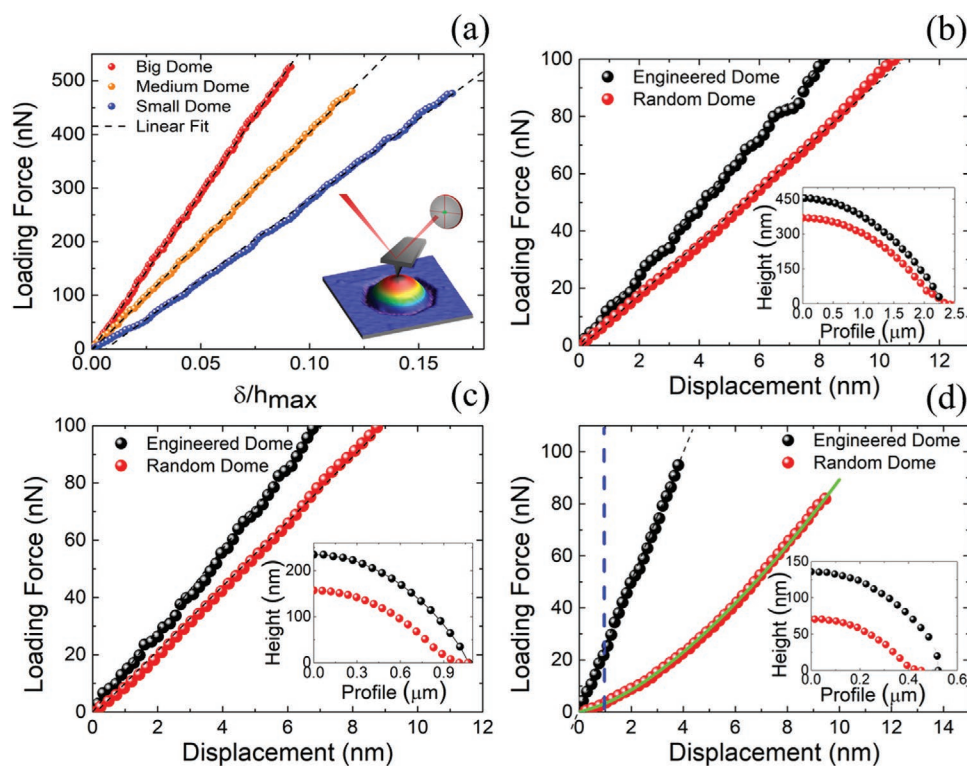 (a)
Big Dome
Medium Dome
Small Dome
Linear Fit
500
400
300
200
100
0
Loading Force (nN)
0.00 0.05 0.10 0.15
δ/hmax
(b)
Engineered Dome
Random Dome
100
80
60
40
20
0
Loading Force (nN)
0 2 4 6 8 10 12
Displacement (nm)
450
300
150
0
Height (nm)
0.0 0.5 1.0 1.5 2.0 2.5
Profile (μm)
(c)
Engineered Dome
Random Dome
100
80
60
40
20
0
Loading Force (nN)
0 2 4 6 8 10 12
Displacement (nm)
200
100
0
Height (nm)
0.0 0.3 0.6 0.9
Profile (μm)
(d)
Engineered Dome
Random Dome
100
80
60
40
20
0
Loading Force (nN)
0 2 4 6 8 10 12 14
Displacement (nm)
150
100
50
0
Height (nm)
0.0 0.2 0.4 0.6
Profile (μm)